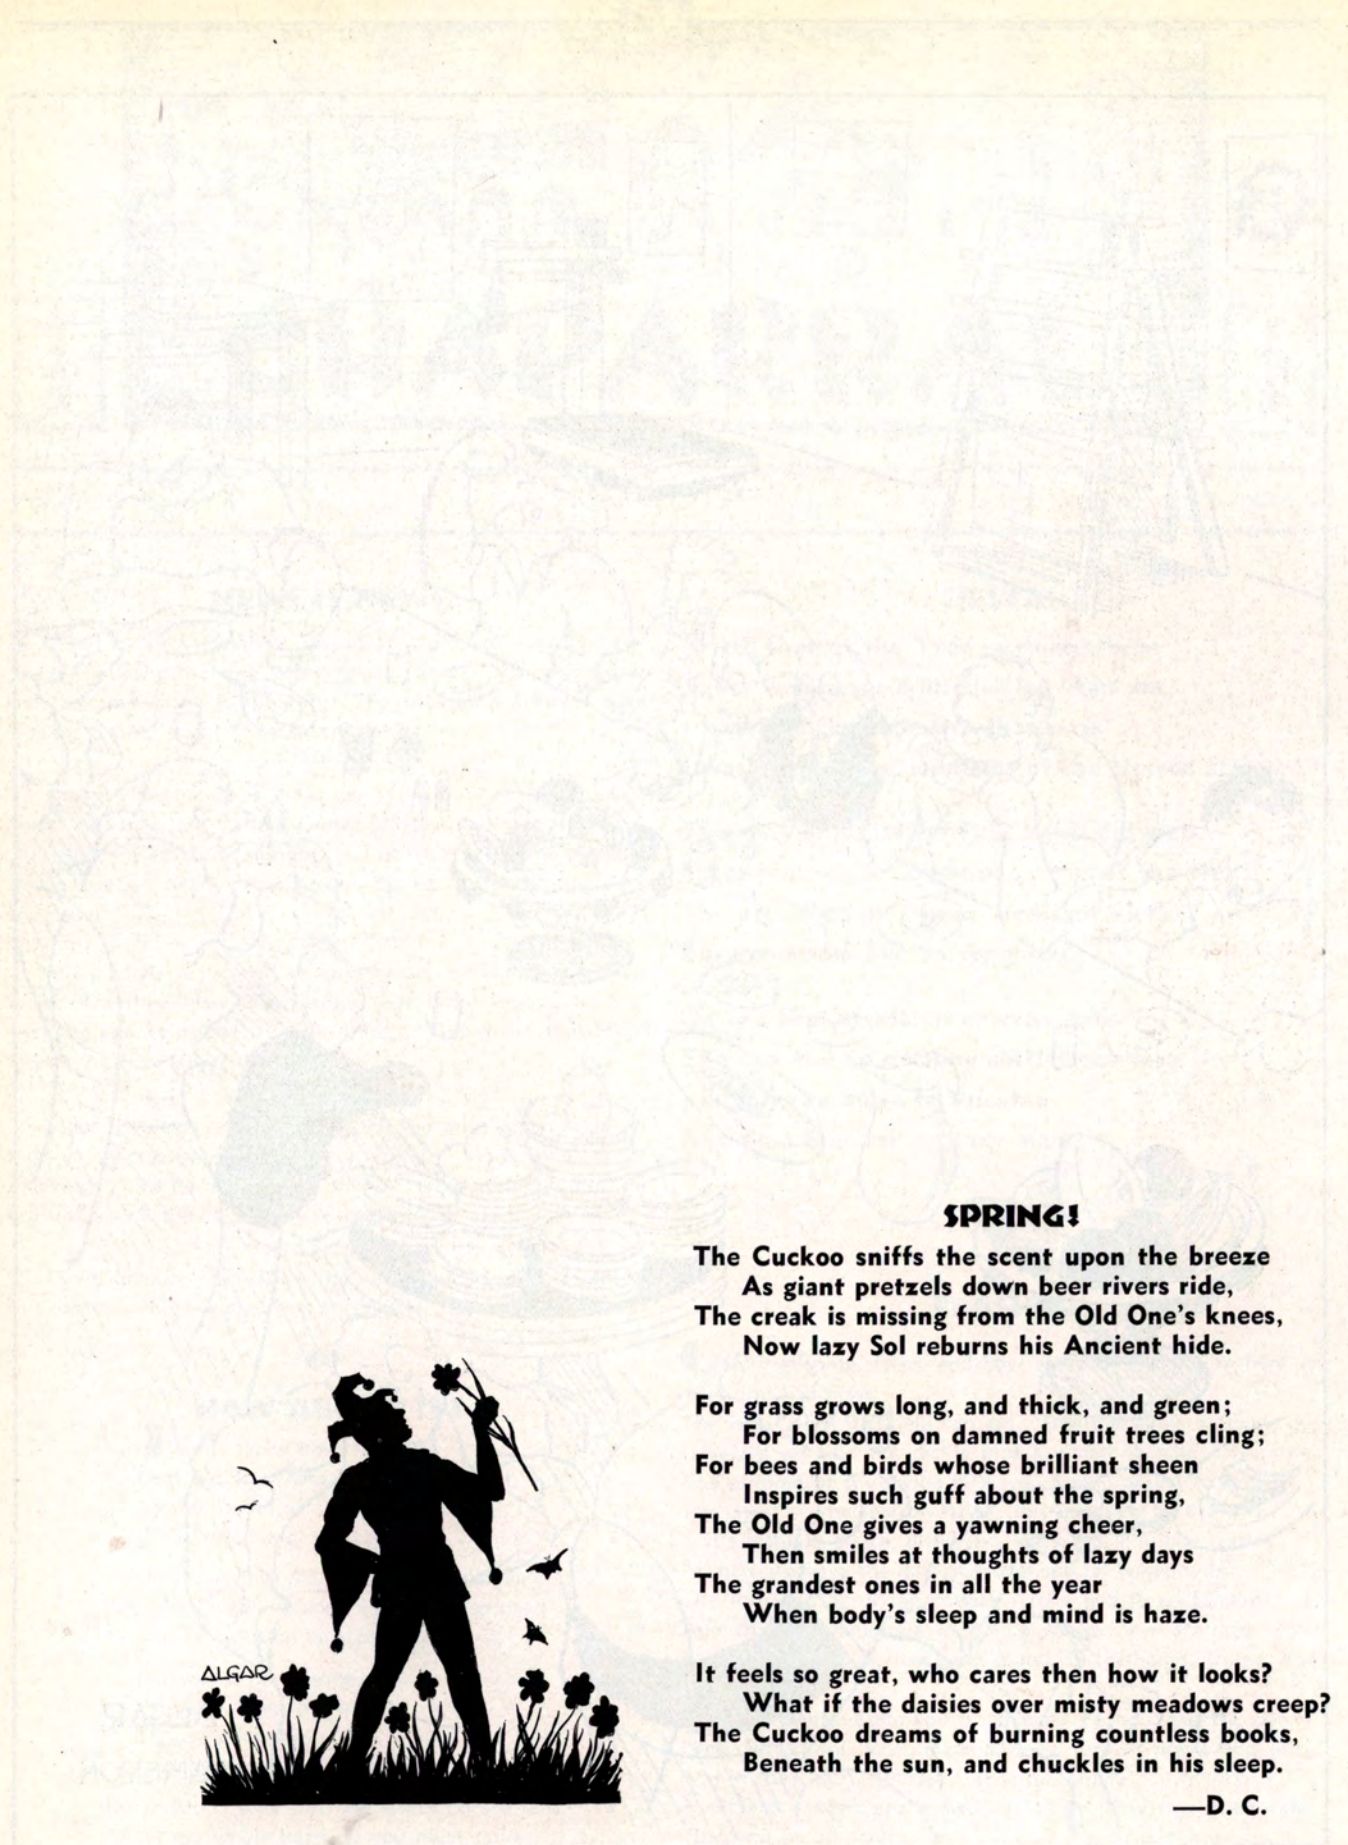 SPRING!
The Cuckoo sniffs the scent upon the breeze
As giant pretzels down beer rivers ride,
The creak is missing from the Old One's knees,
Now lazy Sol reburns his Ancient hide.
For grass grows long, and thick, and green;
For blossoms on damned fruit trees cling;
For bees and birds whose brilliant sheen
Inspires such guff about the spring,
The Old One gives a yawning cheer,
Then smiles at thoughts of lazy days
The grandest ones in all the year
When body's sleep and mind is haze.
It feels so great, who cares then how it looks?
What if the daisies over misty meadows creep?
The Cuckoo dreams of burning countless books,
Beneath the sun, and chuckles in his sleep.
—D. C.
ALGAR